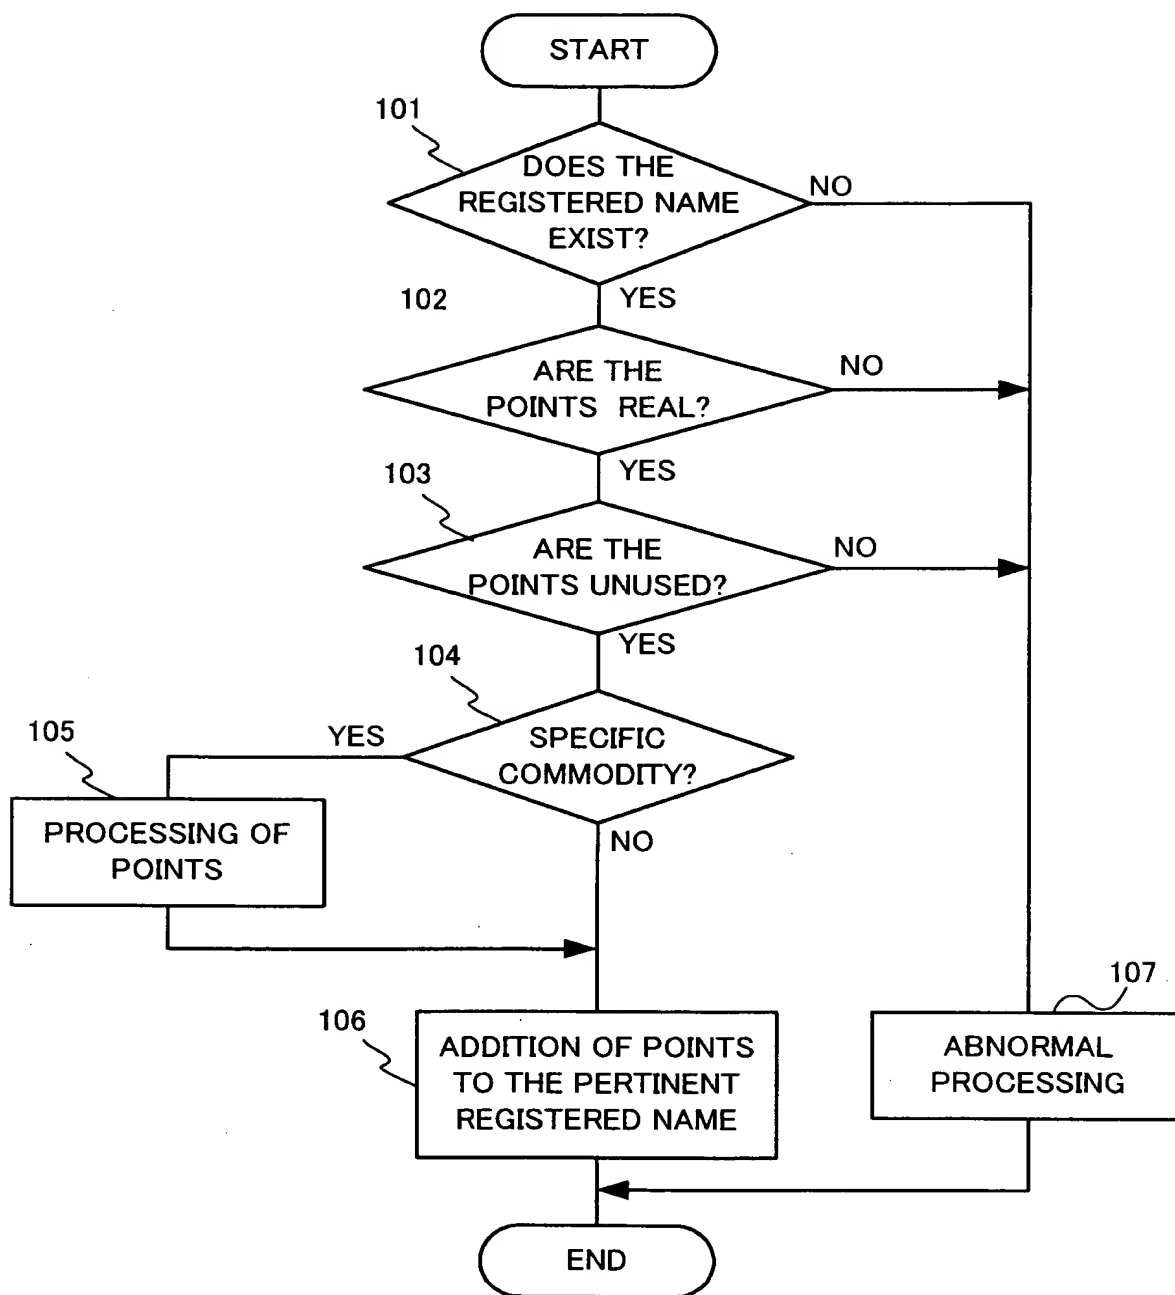 START
101
DOES THE
REGISTERED NAME
EXIST?
NO
YES
102
ARE THE
POINTS REAL?
NO
YES
103
ARE THE
POINTS UNUSED?
NO
YES
104
SPECIFIC
COMMODITY?
YES
NO
105
PROCESSING OF
POINTS
106
ADDITION OF POINTS
TO THE PERTINENT
REGISTERED NAME
107
ABNORMAL
PROCESSING
END